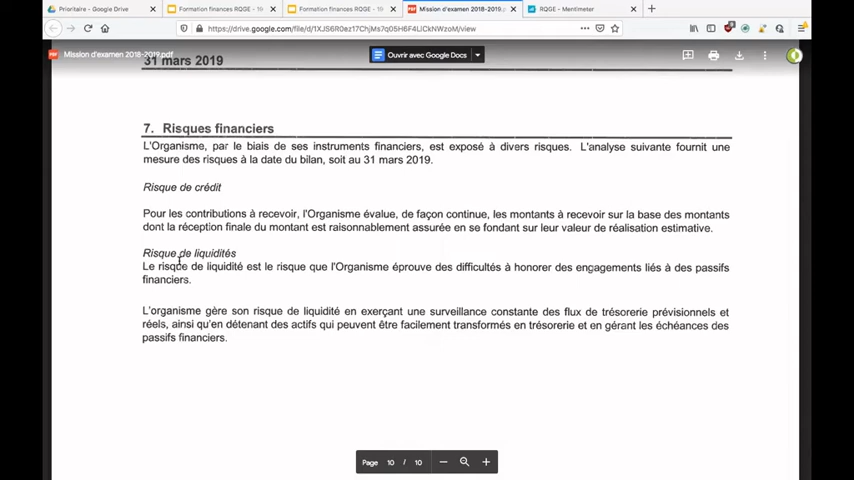 Prioritaire - Google Drive
Formation finances RQGE - 1
Formation finances RQGE - 1
Mission d'examen 2018-2019.p
RQGE - Mentimeter
https://drive.google.com/file/d/1XJS6R0ez17ChjMs7q05H6F4LlCkNWzoM/view
Mission d'examen 2018-2019.pdf
Ouvrir avec Google Docs
31 mars 2019
7. Risques financiers
L'Organisme, par le biais de ses instruments financiers, est exposé à divers risques. L'analyse suivante fournit une
mesure des risques à la date du bilan, soit au 31 mars 2019.
Risque de crédit
Pour les contributions à recevoir, l'Organisme évalue, de façon continue, les montants à recevoir sur la base des montants
dont la réception finale du montant est raisonnablement assurée en se fondant sur leur valeur de réalisation estimative.
Risque de liquidités
Le risque de liquidité est le risque que l'Organisme éprouve des difficultés à honorer des engagements liés à des passifs
financiers.
L'organisme gère son risque de liquidité en exerçant une surveillance constante des flux de trésorerie prévisionnels et
réels, ainsi qu'en détenant des actifs qui peuvent être facilement transformés en trésorerie et en gérant les échéances des
passifs financiers.
Page 10 / 10